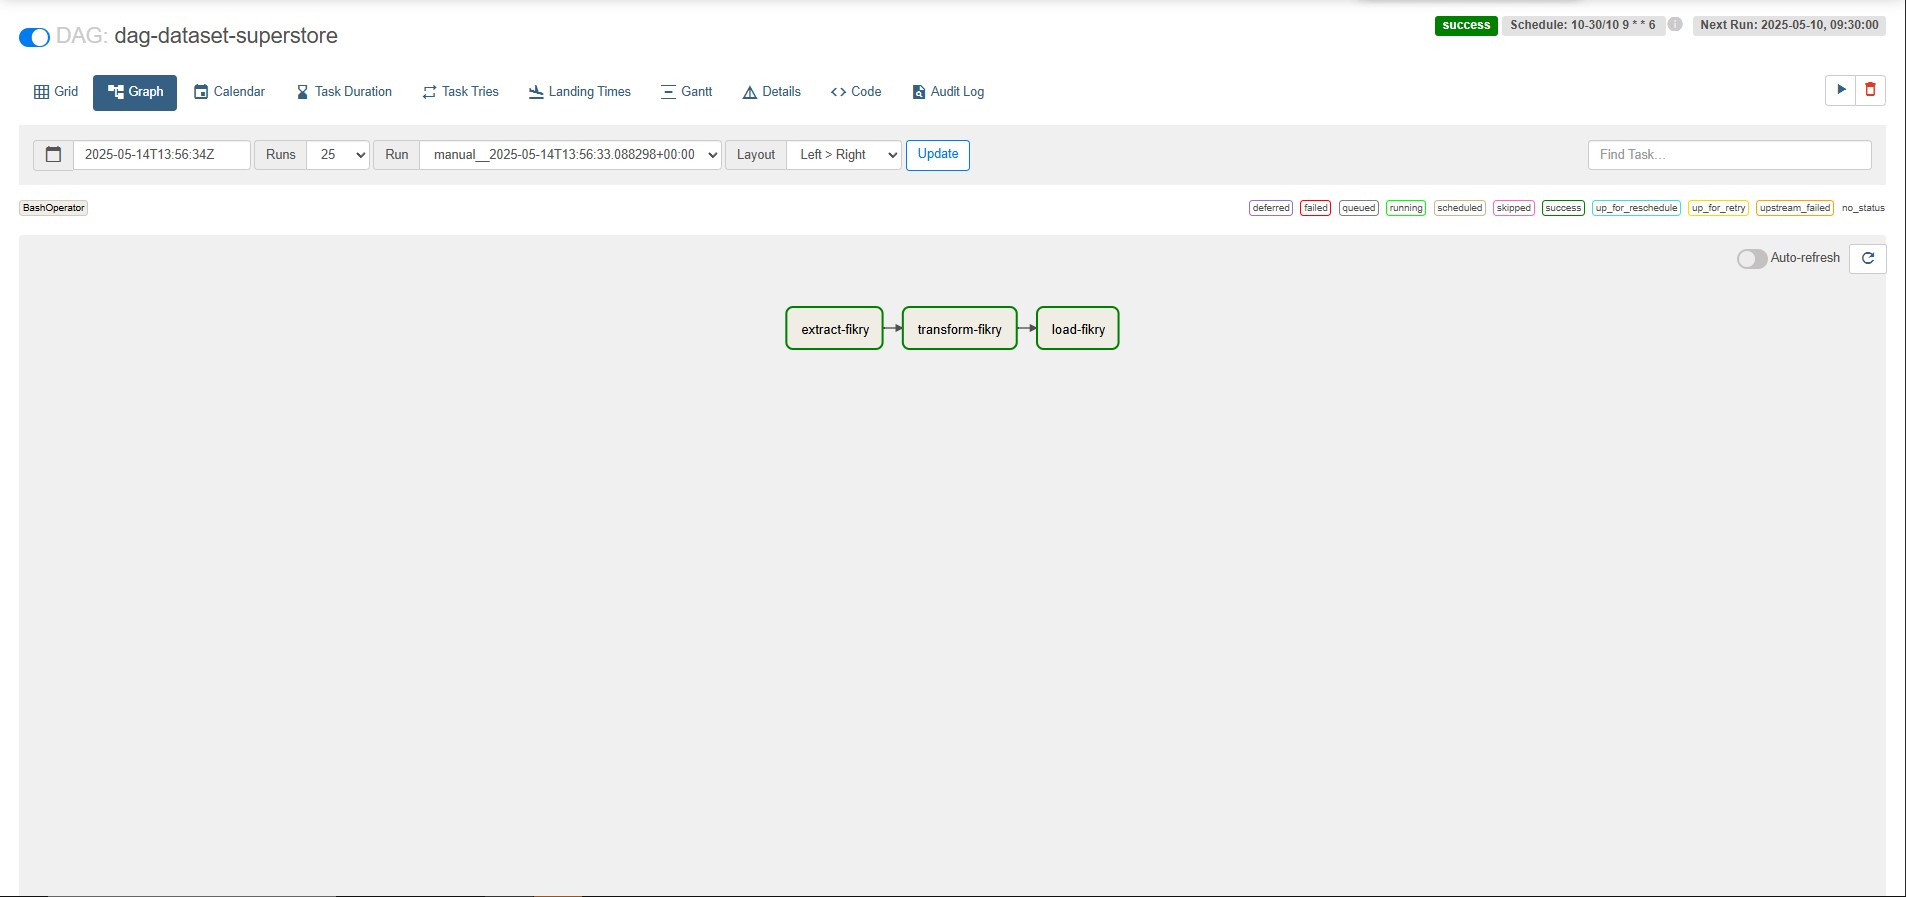 DAG: dag-dataset-superstore
success Schedule: 10-30/10 9 * * 6 i Next Run: 2025-05-10, 09:30:00
Grid Graph Calendar Task Duration Task Tries Landing Times Gantt Details <> Code Audit Log
2025-05-14T13:56:34Z Runs 25 Run manual__2025-05-14T13:56:33.088298+00:00 Layout Left > Right Update Find Task...
BashOperator deferred failed queued running scheduled skipped success up_for_reschedule up_for_retry upstream_failed no_status
Auto-refresh
extract-fikry transform-fikry load-fikry